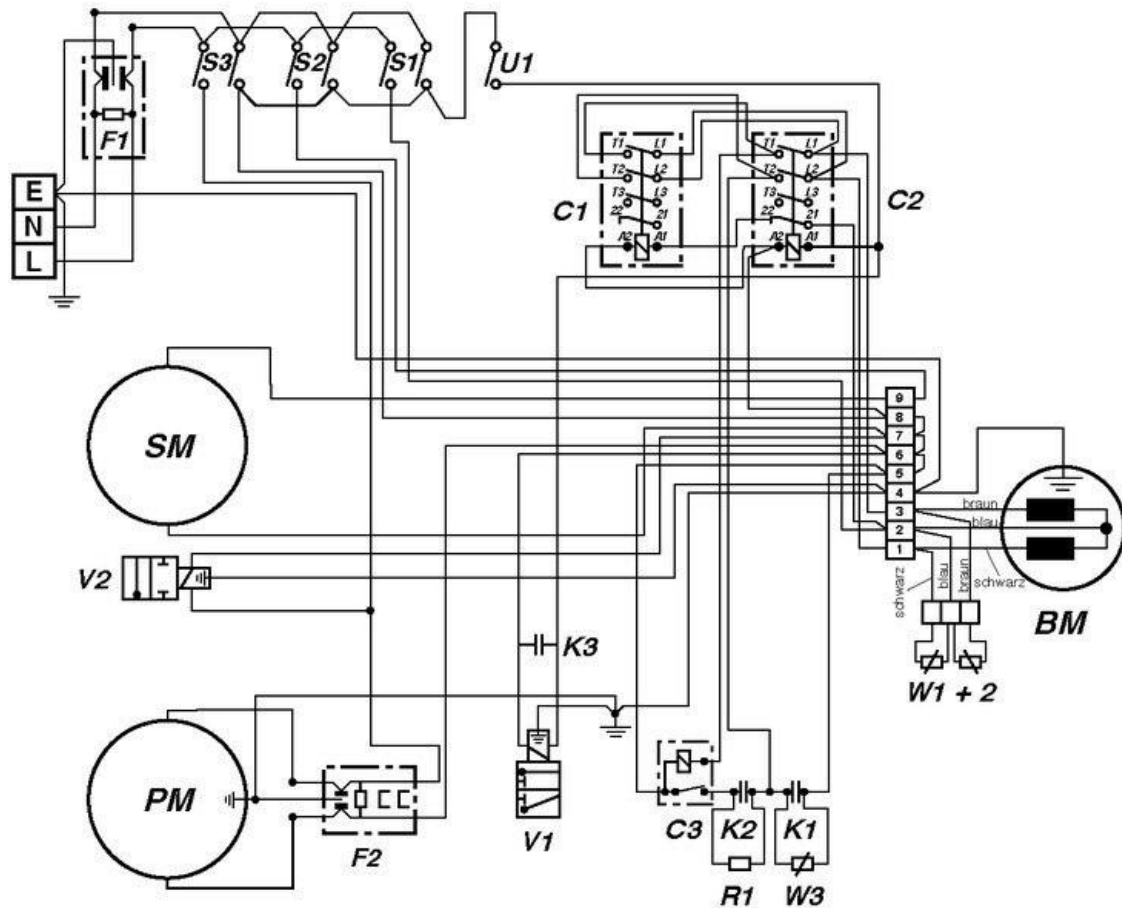 S3
S2
S1
U1
F1
T1
L1
T2
L2
T3
L3
22
21
A2
A1
C1
T1
L1
T2
L2
T3
L3
22
21
A2
A1
C2
E
N
L
SM
9
8
7
6
5
4
3
2
1
braun
blau
schwarz
schwarz
blau
braun
BM
W1 + 2
V2
K3
PM
F2
V1
C3
K2
K1
R1
W3